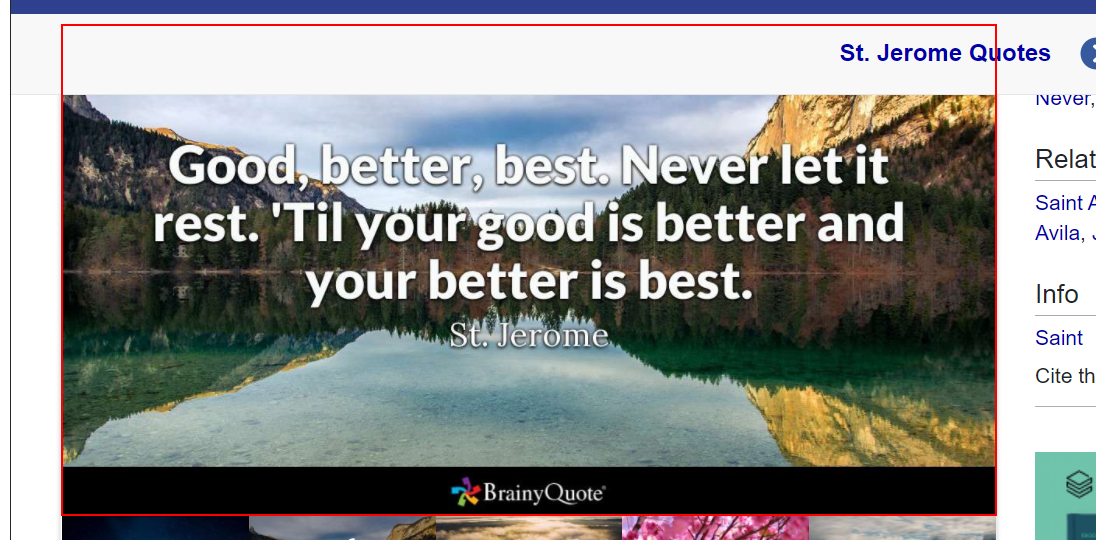 St. Jerome Quotes
Good, better, best. Never let it
rest. 'Til your good is better and
your better is best.
St. Jerome
BrainyQuote®
Never,
Relat
Saint A
Avila, J
Info
Saint
Cite th